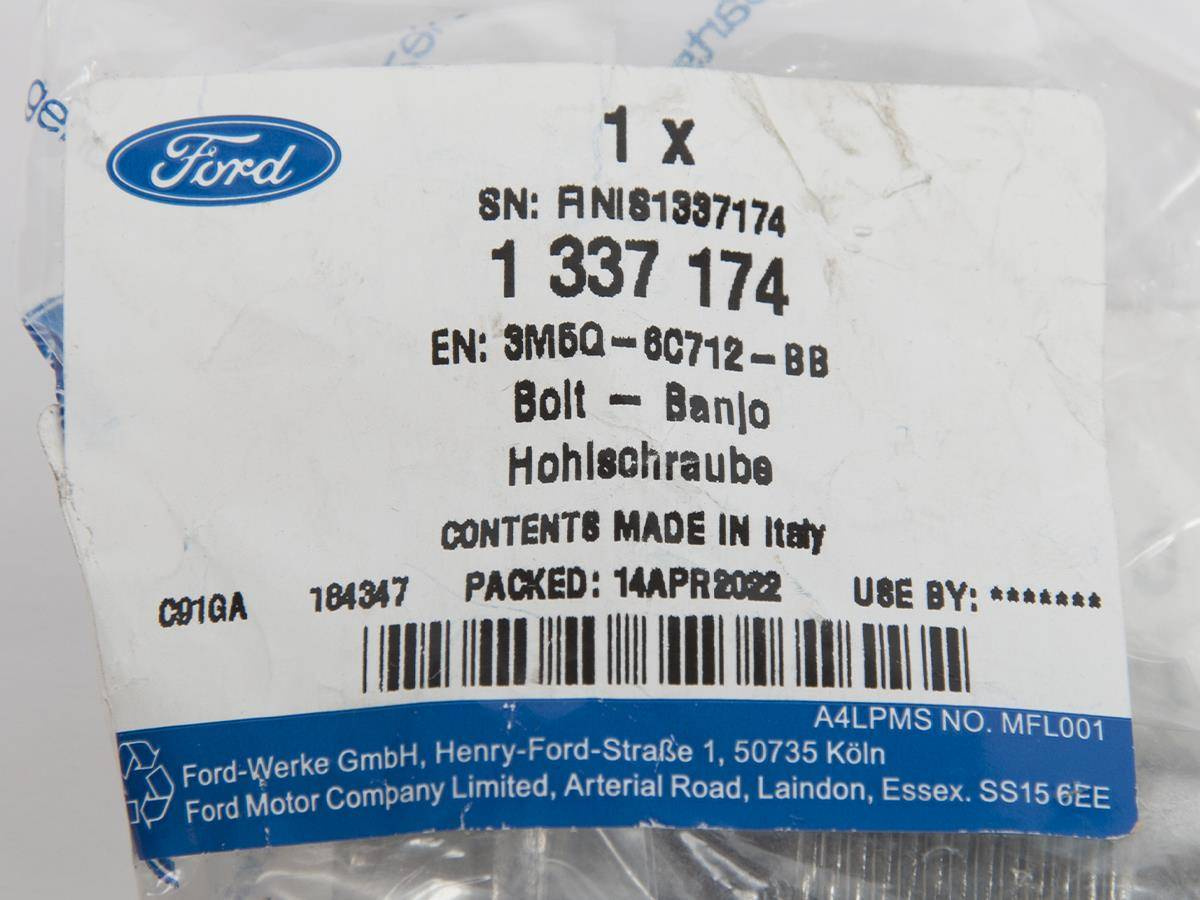 Ford
1 x
SN: FINIS1337174
1 337 174
EN: 3M5Q-6C712-BB
Bolt - Banjo
Hohlschraube
CONTENTS MADE IN Italy
C91GA 184347 PACKED: 14APR2022 USE BY: *******
A4LPMS NO. MFL001
Ford-Werke GmbH, Henry-Ford-Straße 1, 50735 Köln
Ford Motor Company Limited, Arterial Road, Laindon, Essex. SS15 6EE